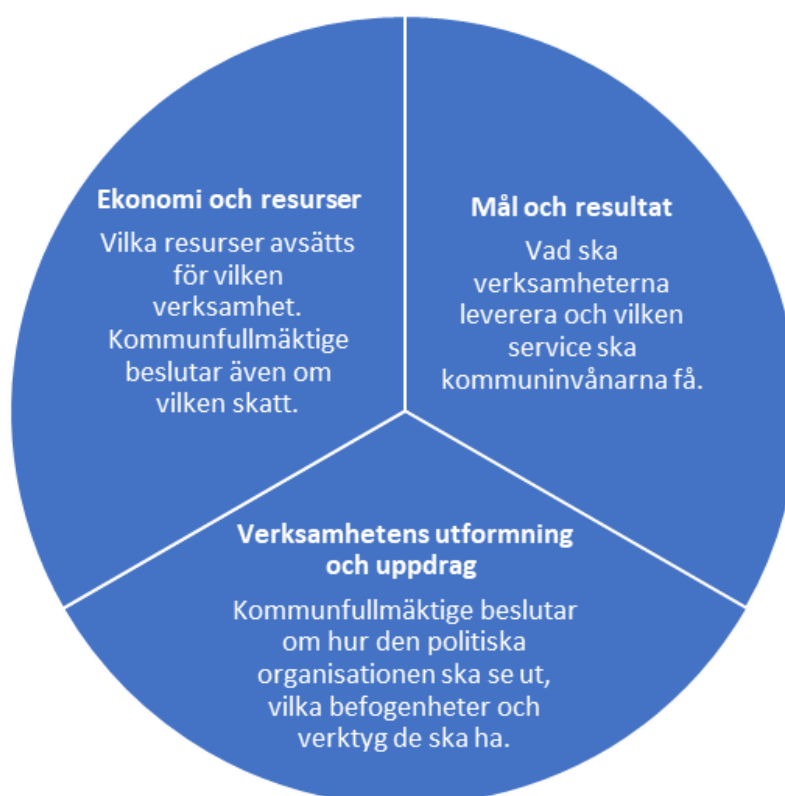 Ekonomi och resurser
Vilka resurser avsätts
för vilken
verksamhet.
Kommunfullmäktige
beslutar även om
vilken skatt.
Mål och resultat
Vad ska
verksamheterna
leverera och vilken
service ska
kommuninvånarna få.
Verksamhetens utformning
och uppdrag
Kommunfullmäktige beslutar
om hur den politiska
organisationen ska se ut,
vilka befogenheter och
verktyg de ska ha.